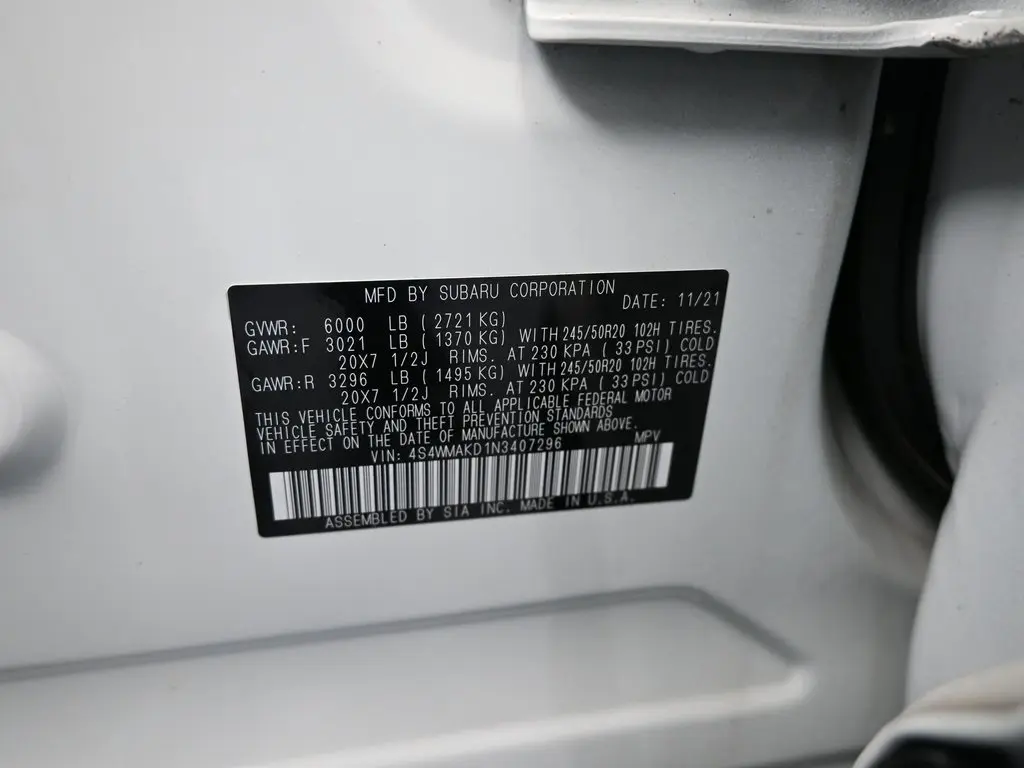 MFD BY SUBARU CORPORATION DATE: 11/21
GVWR: 6000 LB (2721 KG)
GAWR:F 3021 LB (1370 KG) WITH 245/50R20 102H TIRES.
20X7 1/2J RIMS. AT 230 KPA (33 PSI) COLD
GAWR:R 3296 LB (1495 KG) WITH 245/50R20 102H TIRES.
20X7 1/2J RIMS. AT 230 KPA (33 PSI) COLD
THIS VEHICLE CONFORMS TO ALL APPLICABLE FEDERAL MOTOR
VEHICLE SAFETY AND THEFT PREVENTION STANDARDS
IN EFFECT ON THE DATE OF MANUFACTURE SHOWN ABOVE.
VIN: 4S4WMAKD1N3407296 MPV
ASSEMBLED BY SIA INC. MADE IN U.S.A.